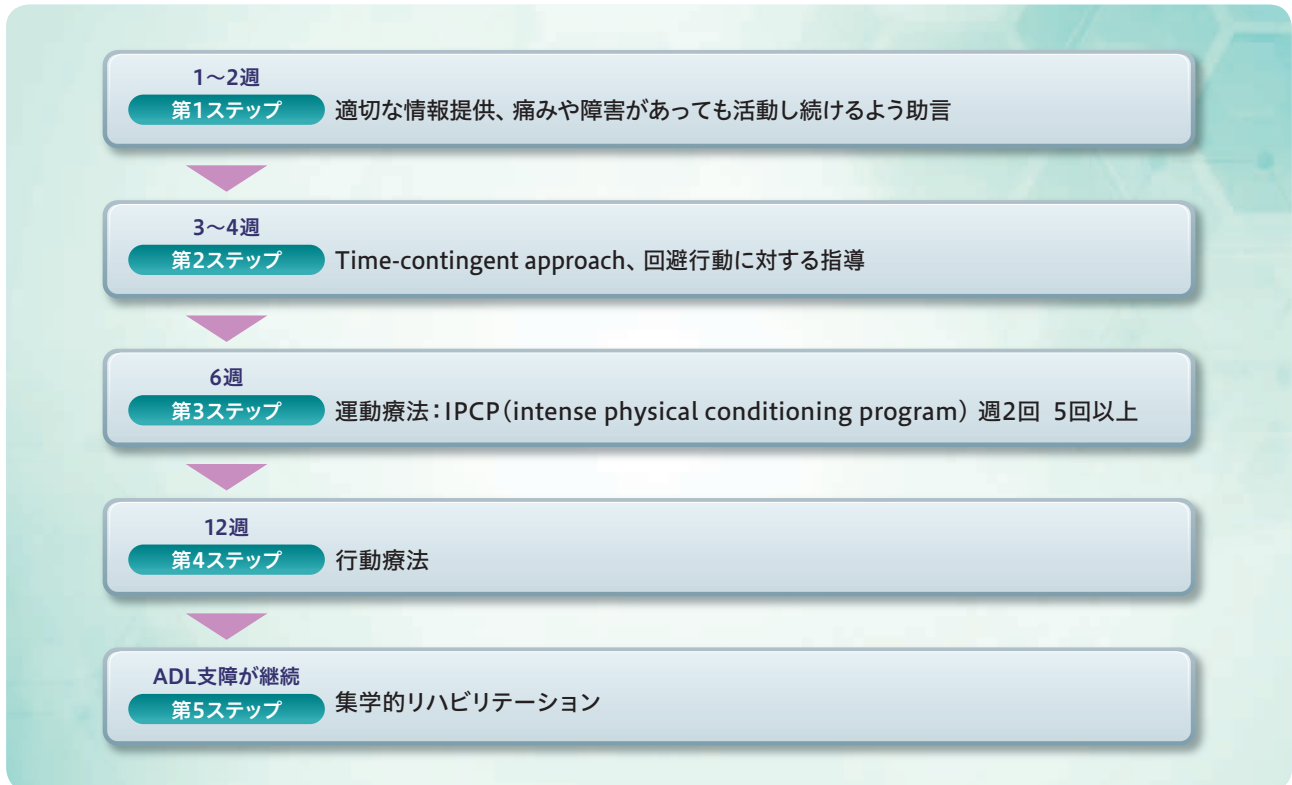 1〜2週
第1ステップ 適切な情報提供、痛みや障害があっても活動し続けるよう助言
3〜4週
第2ステップ Time-contingent approach、回避行動に対する指導
6週
第3ステップ 運動療法：IPCP（intense physical conditioning program） 週2回 5回以上
12週
第4ステップ 行動療法
ADL支障が継続
第5ステップ 集学的リハビリテーション